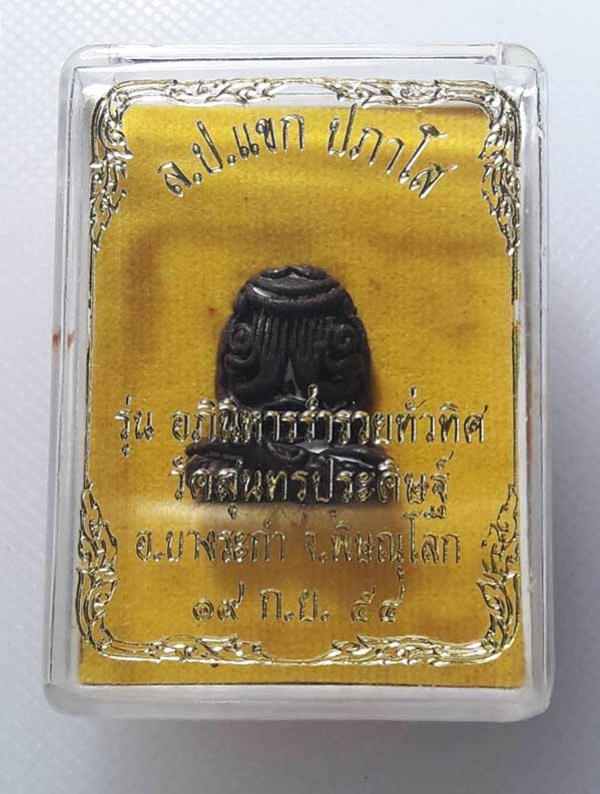 ล.ป.แขก ปภาโส
รุ่น อภินิหารร่ำรวยทั่วทิศ
วัดสุนทรประดิษฐ์
อ.บางระกำ จ.พิษณุโลก
๑๙ ก.ย. ๕๔